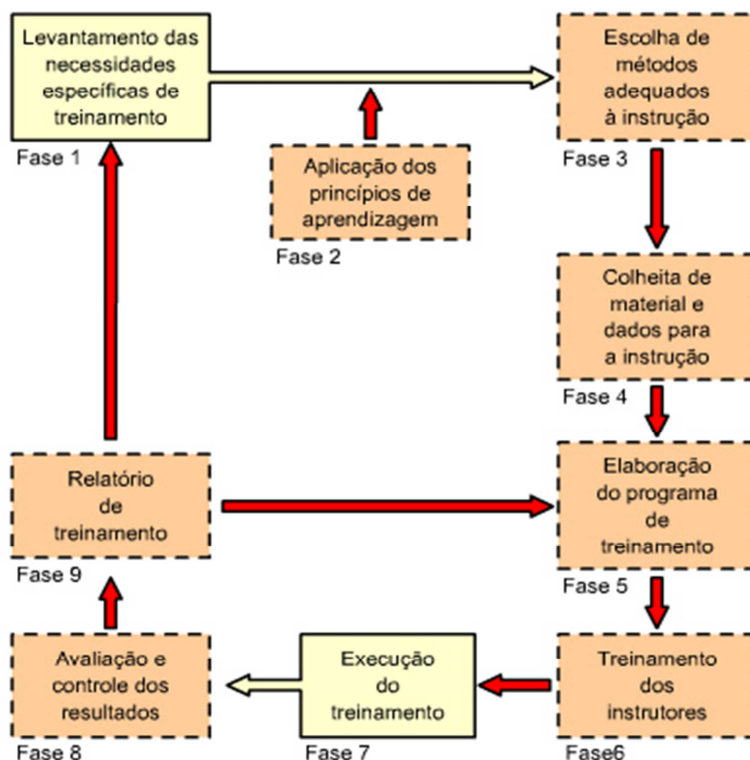 Levantamento das
necessidades
específicas de
treinamento
Fase 1
Aplicação dos
princípios de
aprendizagem
Fase 2
Escolha de
métodos
adequados
à instrução
Fase 3
Colheita de
material e
dados para
a instrução
Fase 4
Elaboração
do programa
de
treinamento
Fase 5
Treinamento
dos
instrutores
Fase6
Execução
do
treinamento
Fase 7
Avaliação e
controle dos
resultados
Fase 8
Relatório
de
treinamento
Fase 9